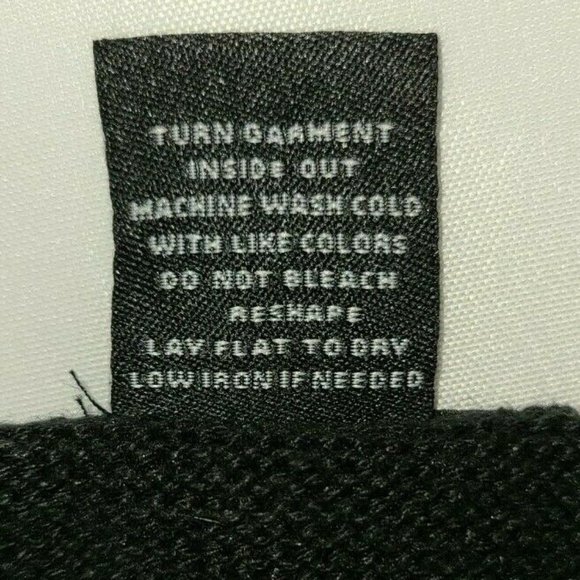 TURN GARMENT
INSIDE OUT
MACHINE WASH COLD
WITH LIKE COLORS
DO NOT BLEACH
RESHAPE
LAY FLAT TO DRY
LOW IRON IF NEEDED